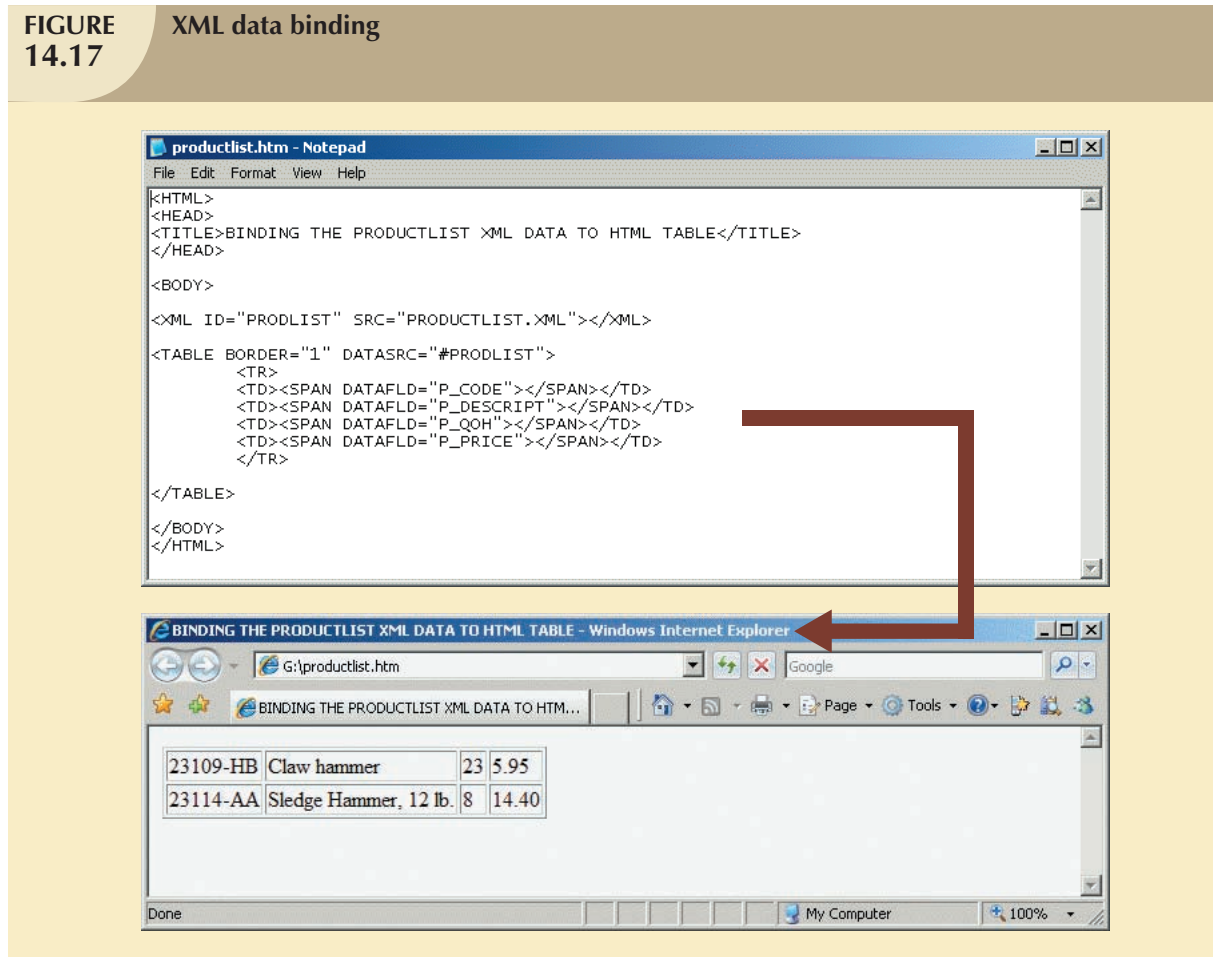 FIGURE
14.17
XML data binding
productlist.htm - Notepad
File Edit Format View Help
<HTML>
<HEAD>
<TITLE>BINDING THE PRODUCTLIST XML DATA TO HTML TABLE</TITLE>
</HEAD>
<BODY>
<XML ID="PRODLIST" SRC="PRODUCTLIST.XML"></XML>
<TABLE BORDER="1" DATASRC="#PRODLIST">
<TR>
<TD><SPAN DATAFLD="P_CODE"></SPAN></TD>
<TD><SPAN DATAFLD="P_DESCRIPT"></SPAN></TD>
<TD><SPAN DATAFLD="P_QOH"></SPAN></TD>
<TD><SPAN DATAFLD="P_PRICE"></SPAN></TD>
</TR>
</TABLE>
</BODY>
</HTML>
BINDING THE PRODUCTLIST XML DATA TO HTML TABLE - Windows Internet Explorer
G:\productlist.htm Google
BINDING THE PRODUCTLIST XML DATA TO HTM... Page Tools
23109-HB Claw hammer 23 5.95
23114-AA Sledge Hammer, 12 lb. 8 14.40
Done My Computer 100%